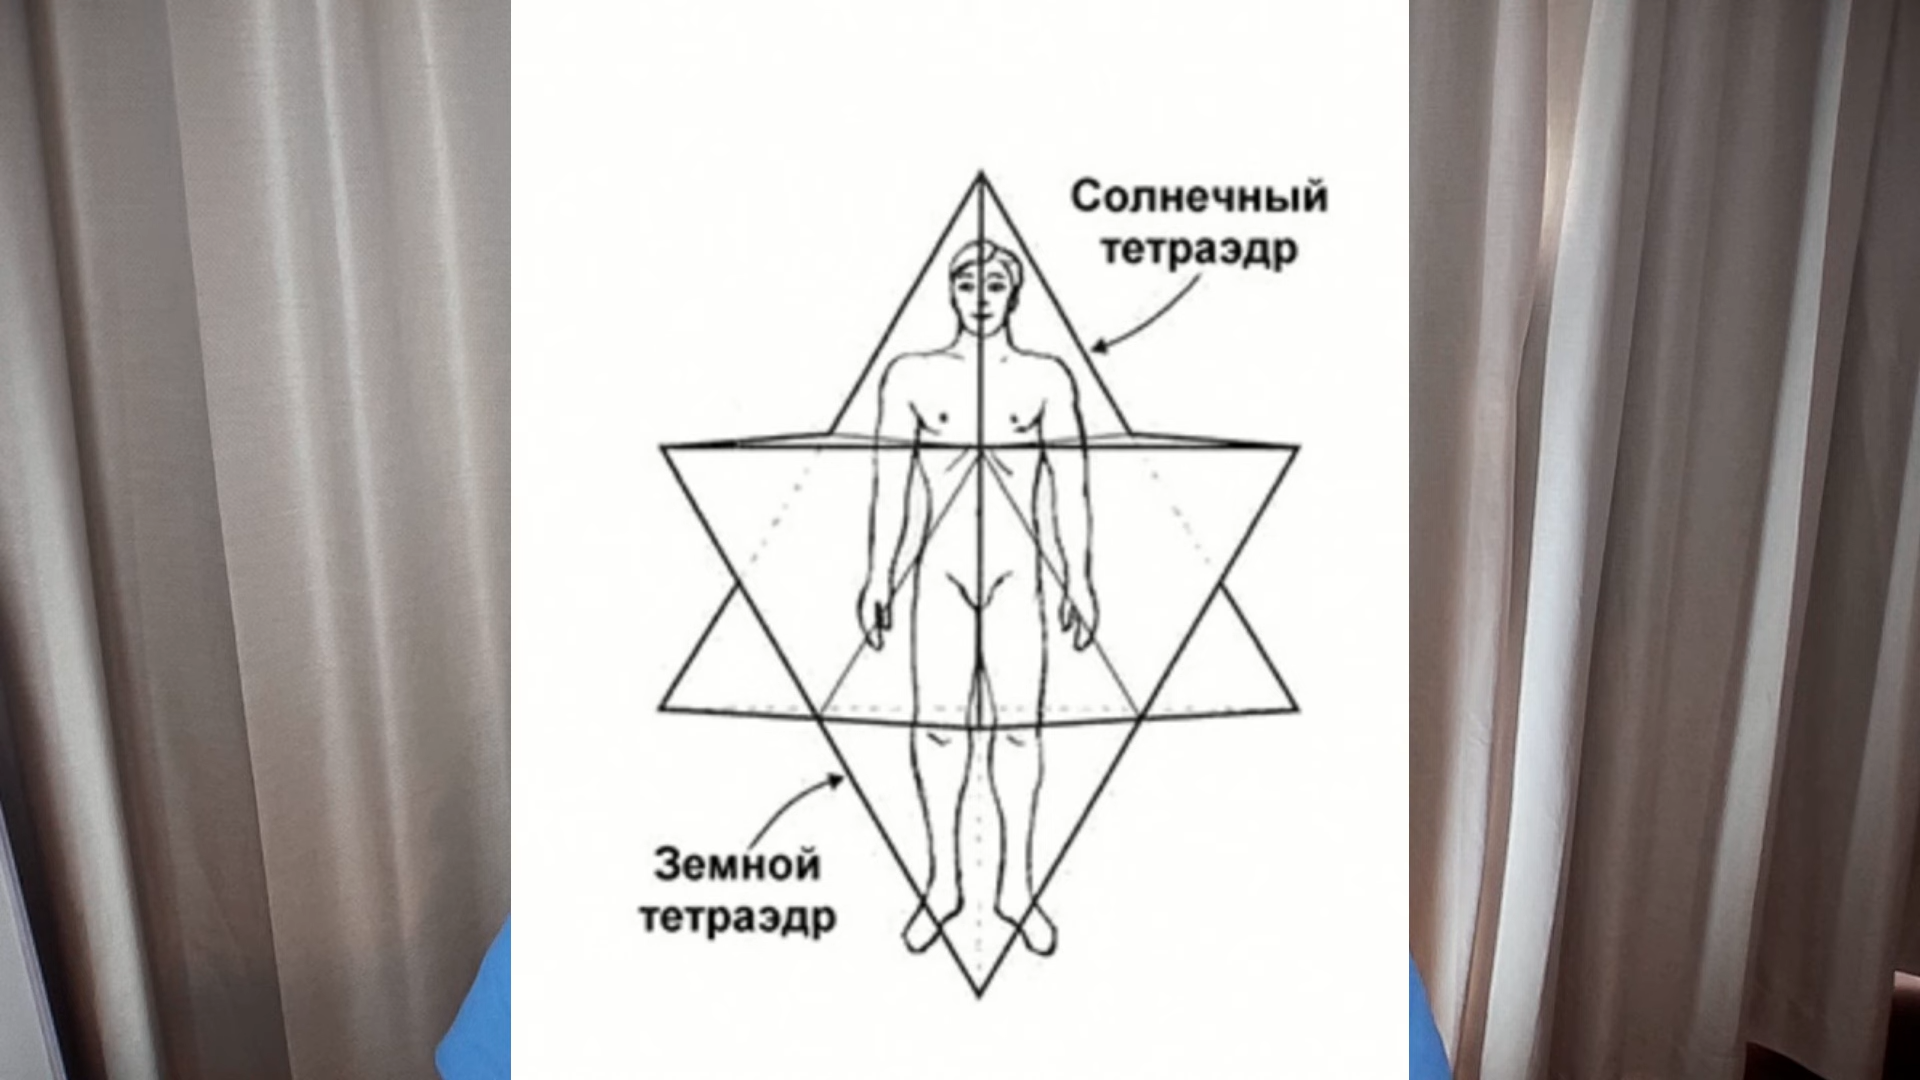 Солнечный
тетраэдр
Земной
тетраэдр